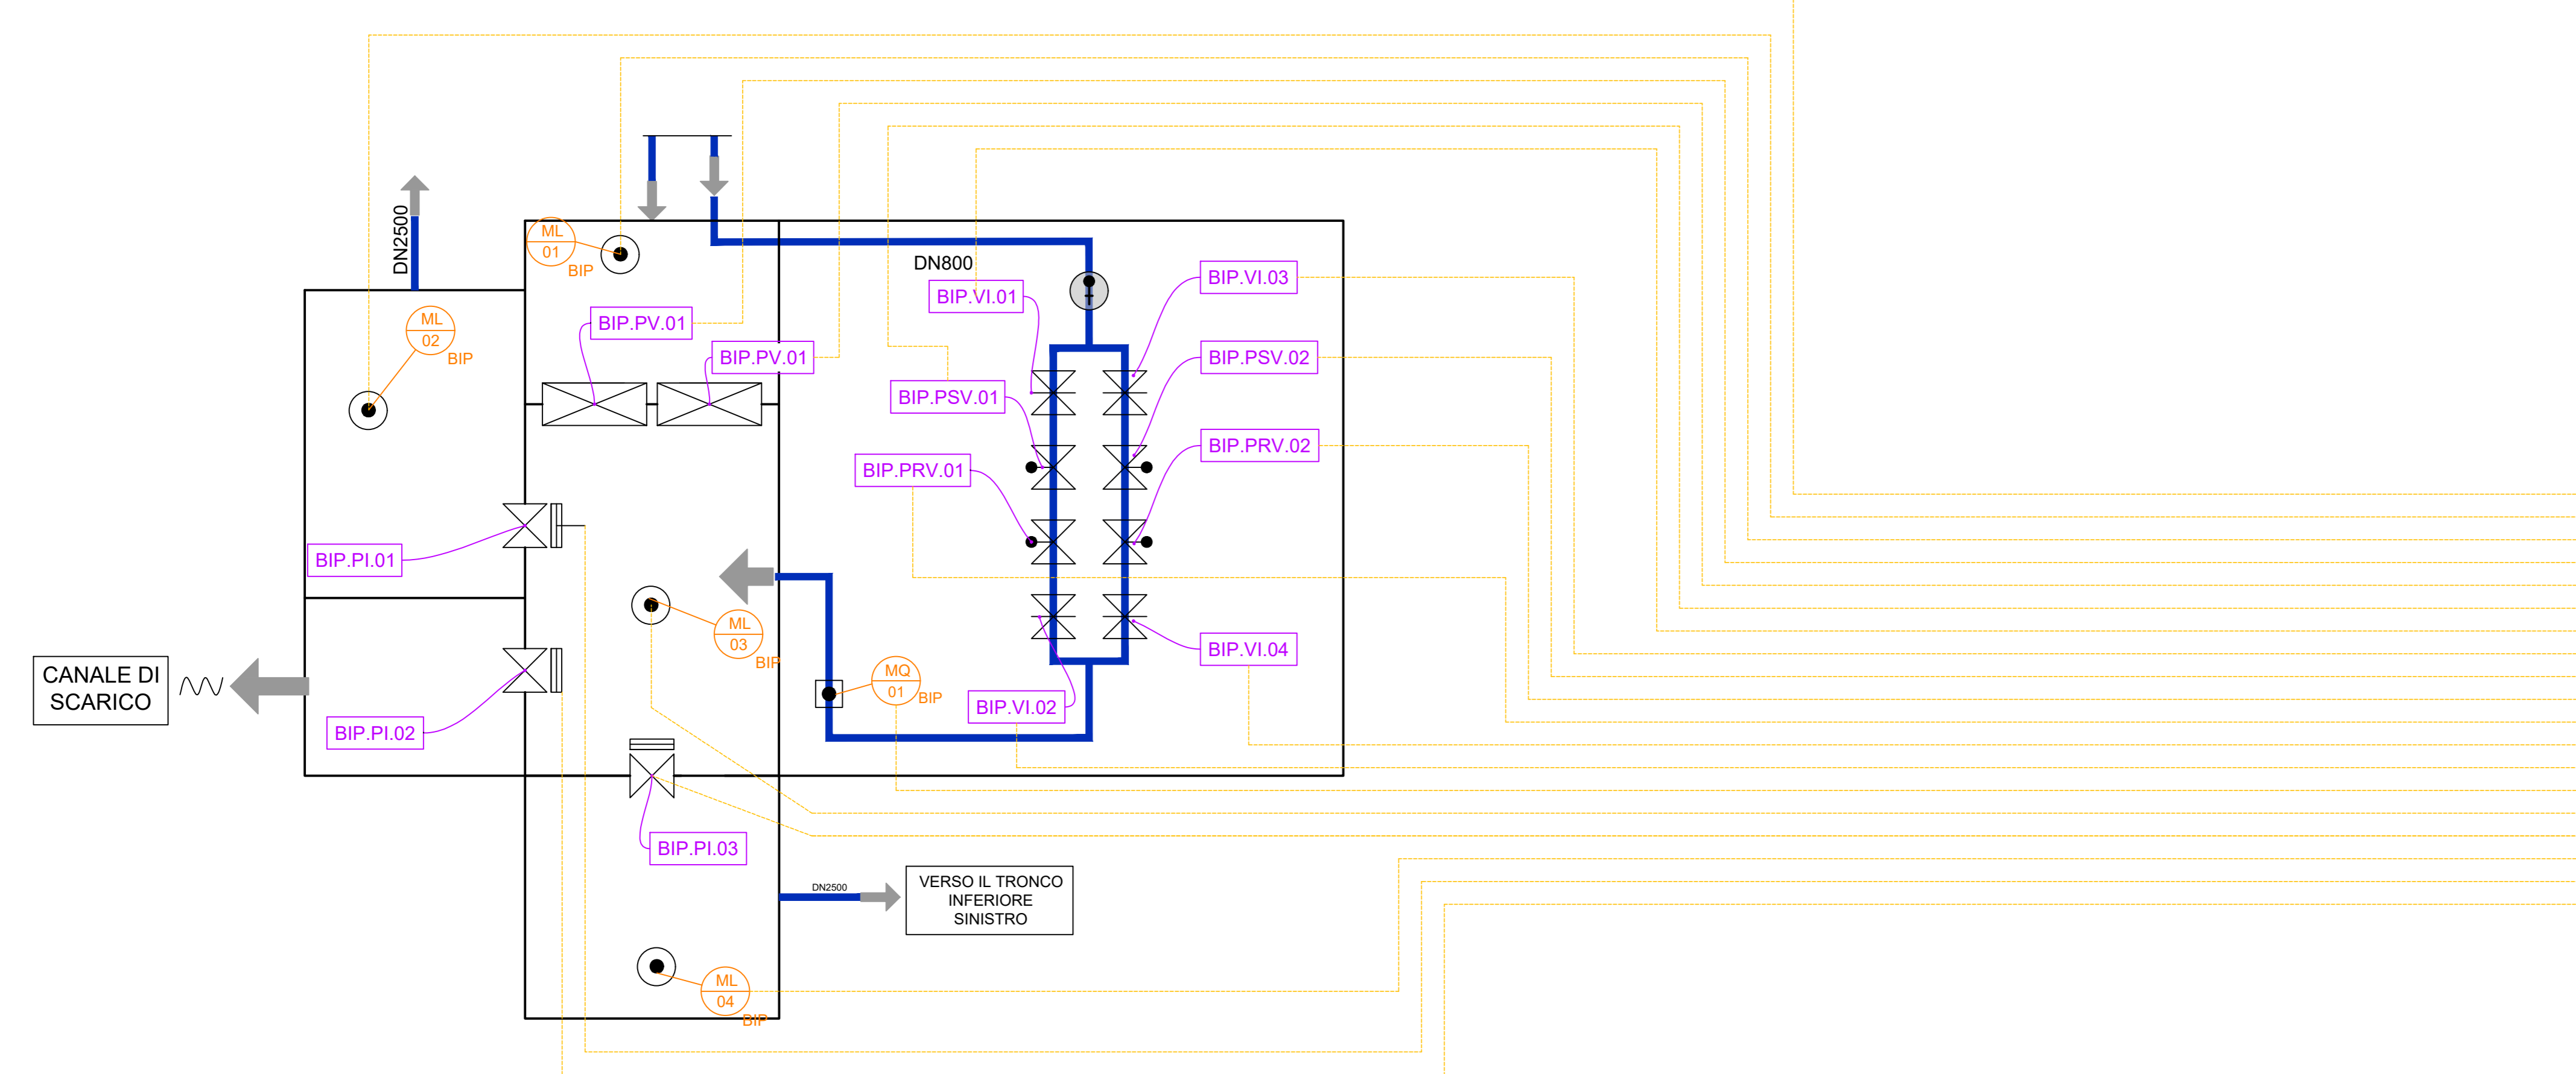 DN2500
ML
01
BIP
DN800
BIP.VI.01
BIP.VI.03
ML
02
BIP
BIP.PV.01
BIP.PV.01
BIP.PSV.02
BIP.PSV.01
BIP.PRV.02
BIP.PRV.01
BIP.PI.01
ML
03
BIP
BIP.VI.04
CANALE DI
SCARICO
MQ
01
BIP
BIP.VI.02
BIP.PI.02
BIP.PI.03
DN2500
VERSO IL TRONCO
INFERIORE
SINISTRO
ML
04
BIP